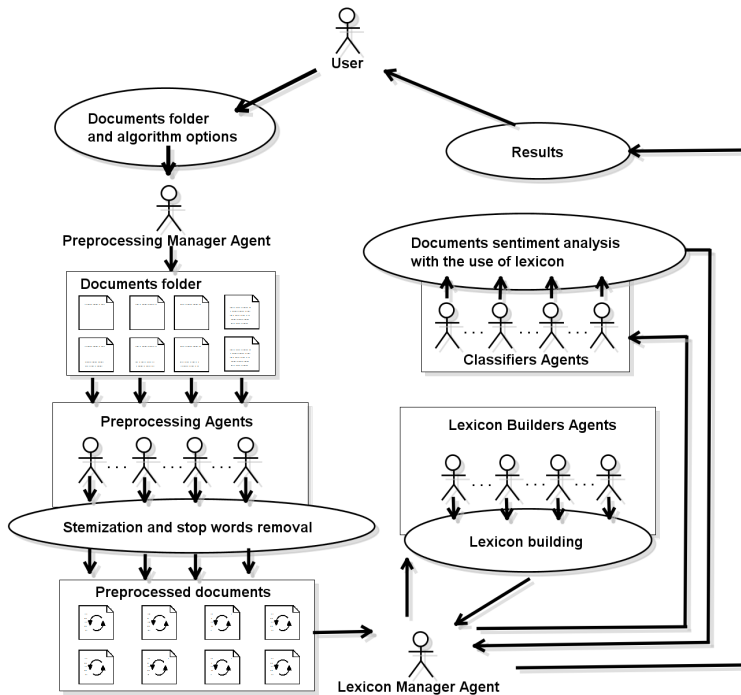 User
Documents folder
and algorithm options
Results
Preprocessing Manager Agent
Documents sentiment analysis
with the use of lexicon
Documents folder
Classifiers Agents
Preprocessing Agents
Lexicon Builders Agents
Stemization and stop words removal
Lexicon building
Preprocessed documents
Lexicon Manager Agent